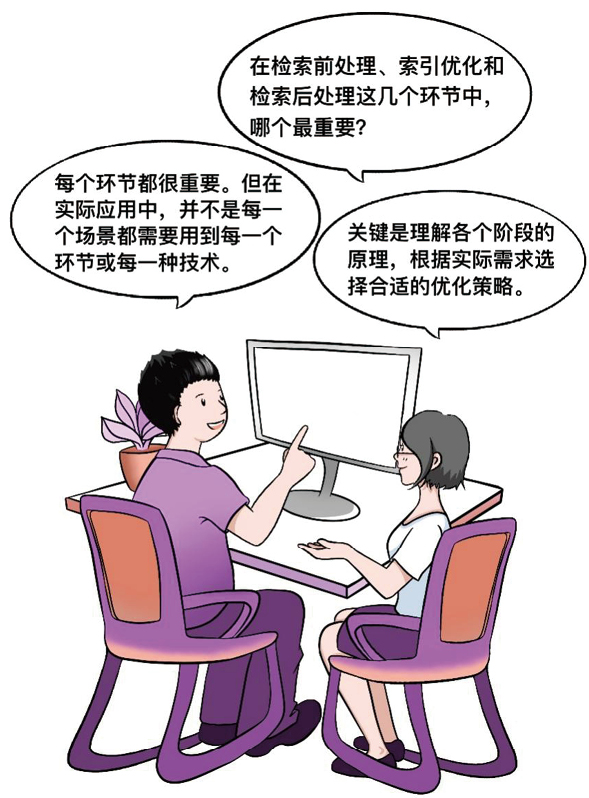 在检索前处理、索引优化和
检索后处理这几个环节中，
哪个最重要？
每个环节都很重要。但在
实际应用中，并不是每一
个场景都需要用到每一个
环节或每一种技术。
关键是理解各个阶段的
原理，根据实际需求选
择合适的优化策略。